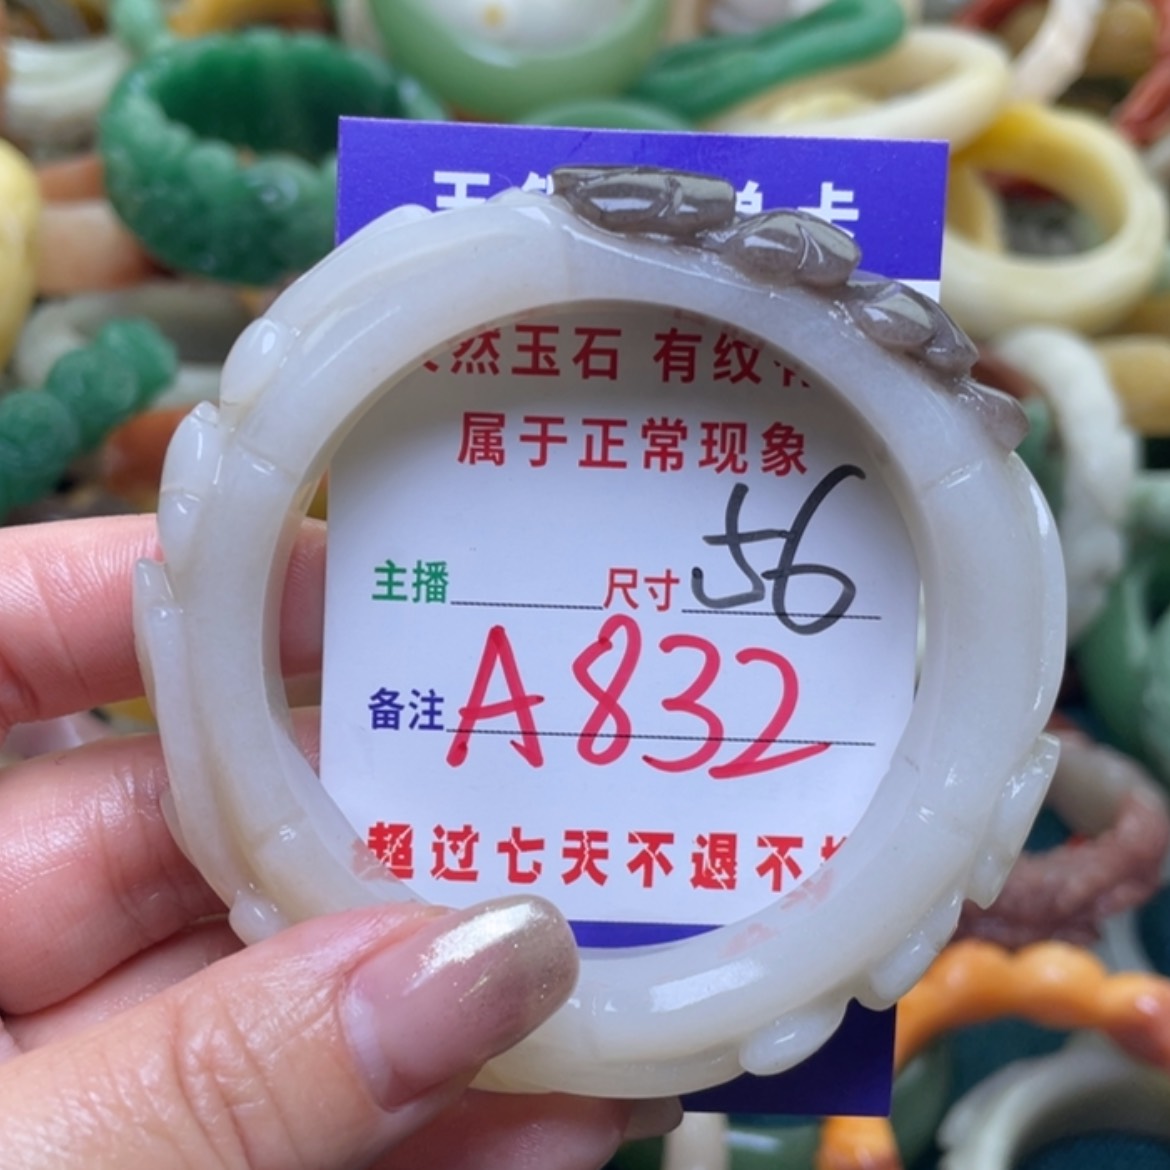 然玉石 有纹
属于正常现象
主播 尺寸 56
备注 A832
超过七天不退不